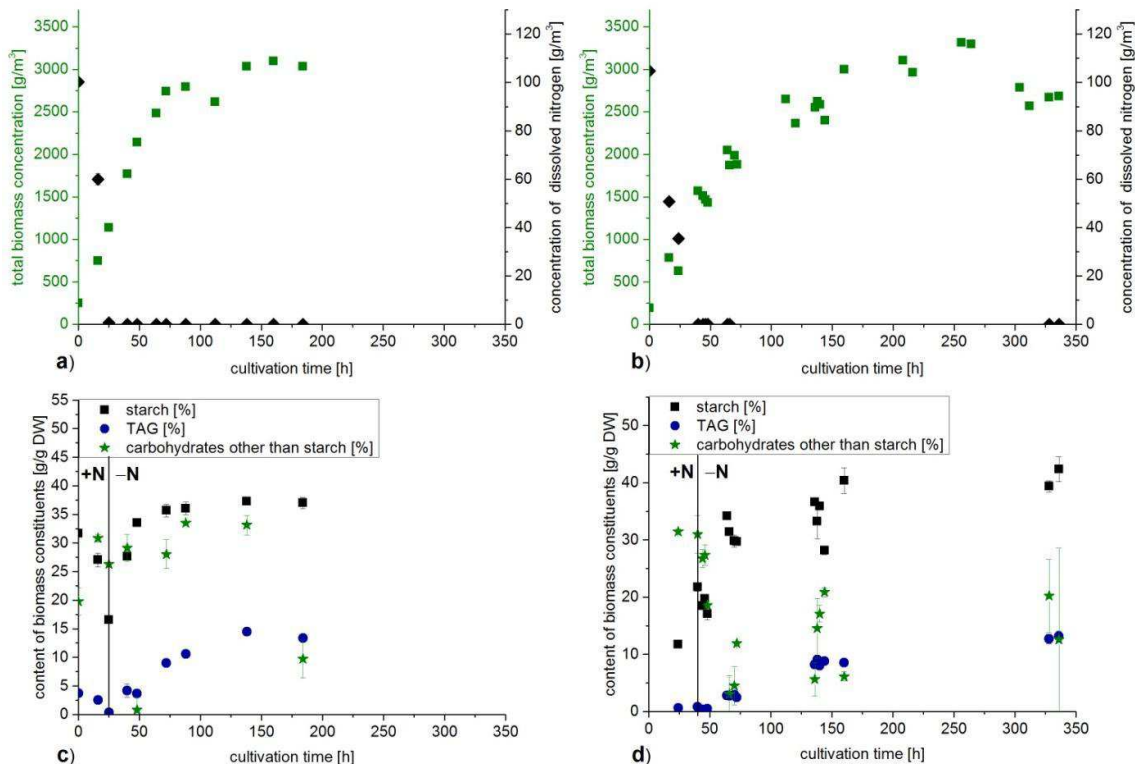 total biomass concentration [g/m³]
3500
3000
2500
2000
1500
1000
500
0
0 50 100 150 200 250 300 350
120
100
80
60
40
20
0
concentration of dissolved nitrogen [g/m³]
a)
cultivation time [h]
total biomass concentration [g/m³]
3500
3000
2500
2000
1500
1000
500
0
0 50 100 150 200 250 300 350
120
100
80
60
40
20
0
concentration of dissolved nitrogen [g/m³]
b)
cultivation time [h]
content of biomass constituents [g/g DW]
55
50
45
40
35
30
25
20
15
10
5
0
starch [%]
TAG [%]
carbohydrates other than starch [%]
+N –N
0 50 100 150 200 250 300 350
c)
cultivation time [h]
content of biomass constituents [g/g DW]
50
40
30
20
10
0
starch [%]
TAG [%]
carbohydrates other than starch [%]
+N –N
0 50 100 150 200 250 300 350
d)
cultivation time [h]